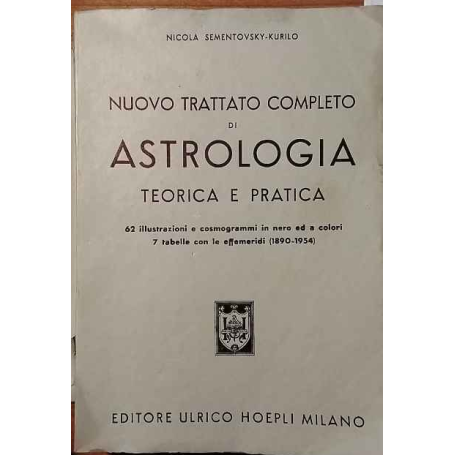 NICOLA SEMENTOVSKY-KURILO
NUOVO TRATTATO COMPLETO
DI
ASTROLOGIA
TEORICA E PRATICA
62 illustrazioni e cosmogrammi in nero ed a colori
7 tabelle con le effemeridi (1890-1954)
EDITORE ULRICO HOEPLI MILANO